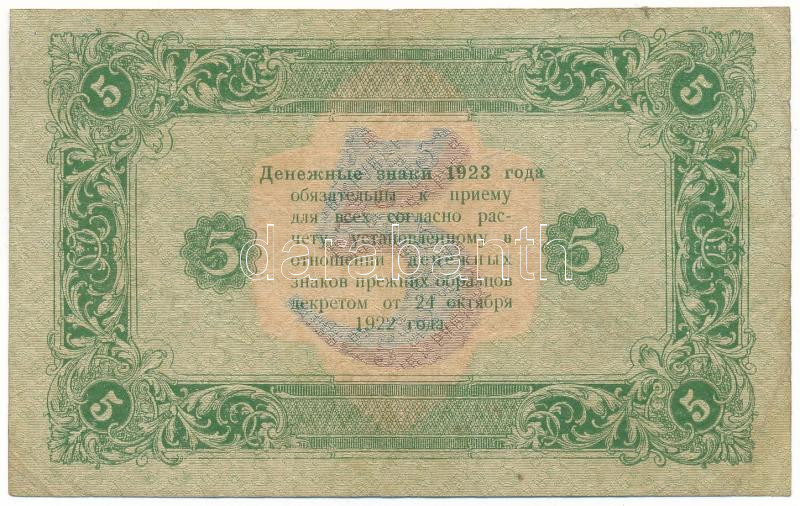 5 5
Денежные знаки 1923 года
обязательны к приему
для всех согласно рас-
5 чету, установленному в 5
отношении денежных
знаков прежних образцов
декретом от 24 октября
1922 года.
5 5
darabanth